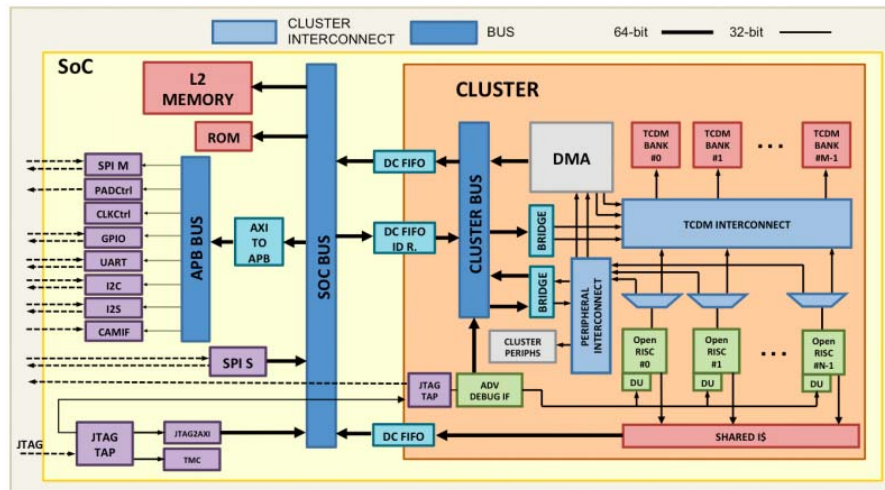 CLUSTER
INTERCONNECT
BUS
64-bit
32-bit
SoC
L2
MEMORY
ROM
SPI M
PADCtrl
CLKCtrl
GPIO
UART
I2C
I2S
CAMIF
APB BUS
AXI
TO
APB
SOC BUS
SPI S
JTAG
JTAG
TAP
JTAG2AXI
TMC
DC FIFO
DC FIFO
ID R.
DC FIFO
CLUSTER
CLUSTER BUS
DMA
BRIDGE
BRIDGE
TCDM
BANK
#0
TCDM
BANK
#1
• • •
TCDM
BANK
#M-1
TCDM INTERCONNECT
PERIPHERAL
INTERCONNECT
CLUSTER
PERIPHS
JTAG
TAP
ADV
DEBUG IF
Open
RISC
#0
DU
Open
RISC
#1
DU
• • •
Open
RISC
#N-1
DU
SHARED I$